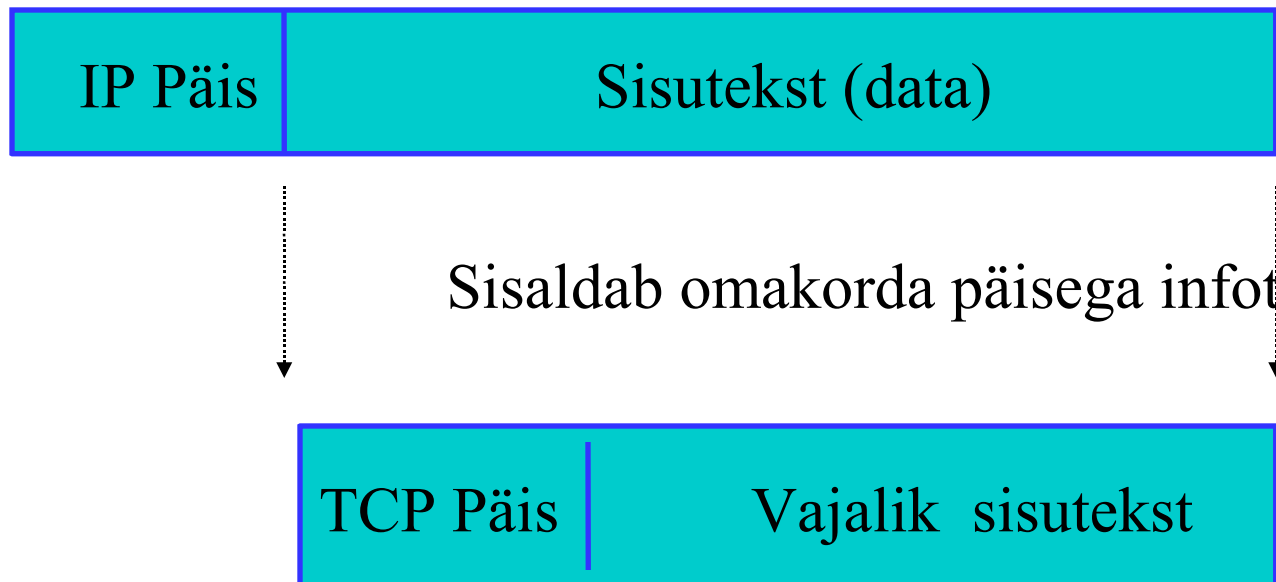 IP Päis Sisutekst (data)
Sisaldab omakorda päisega infot
TCP Päis Vajalik sisutekst